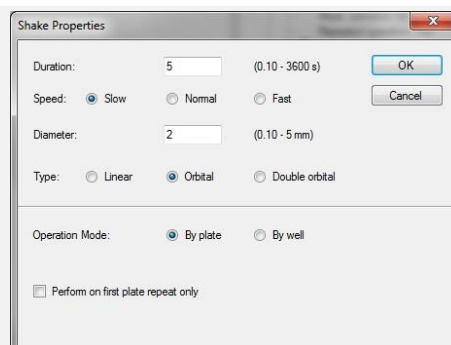 Shake Properties
Duration: 5 (0.10 - 3600 s) OK
Speed: Slow Normal Fast Cancel
Diameter: 2 (0.10 - 5 mm)
Type: Linear Orbital Double orbital
Operation Mode: By plate By well
Perform on first plate repeat only